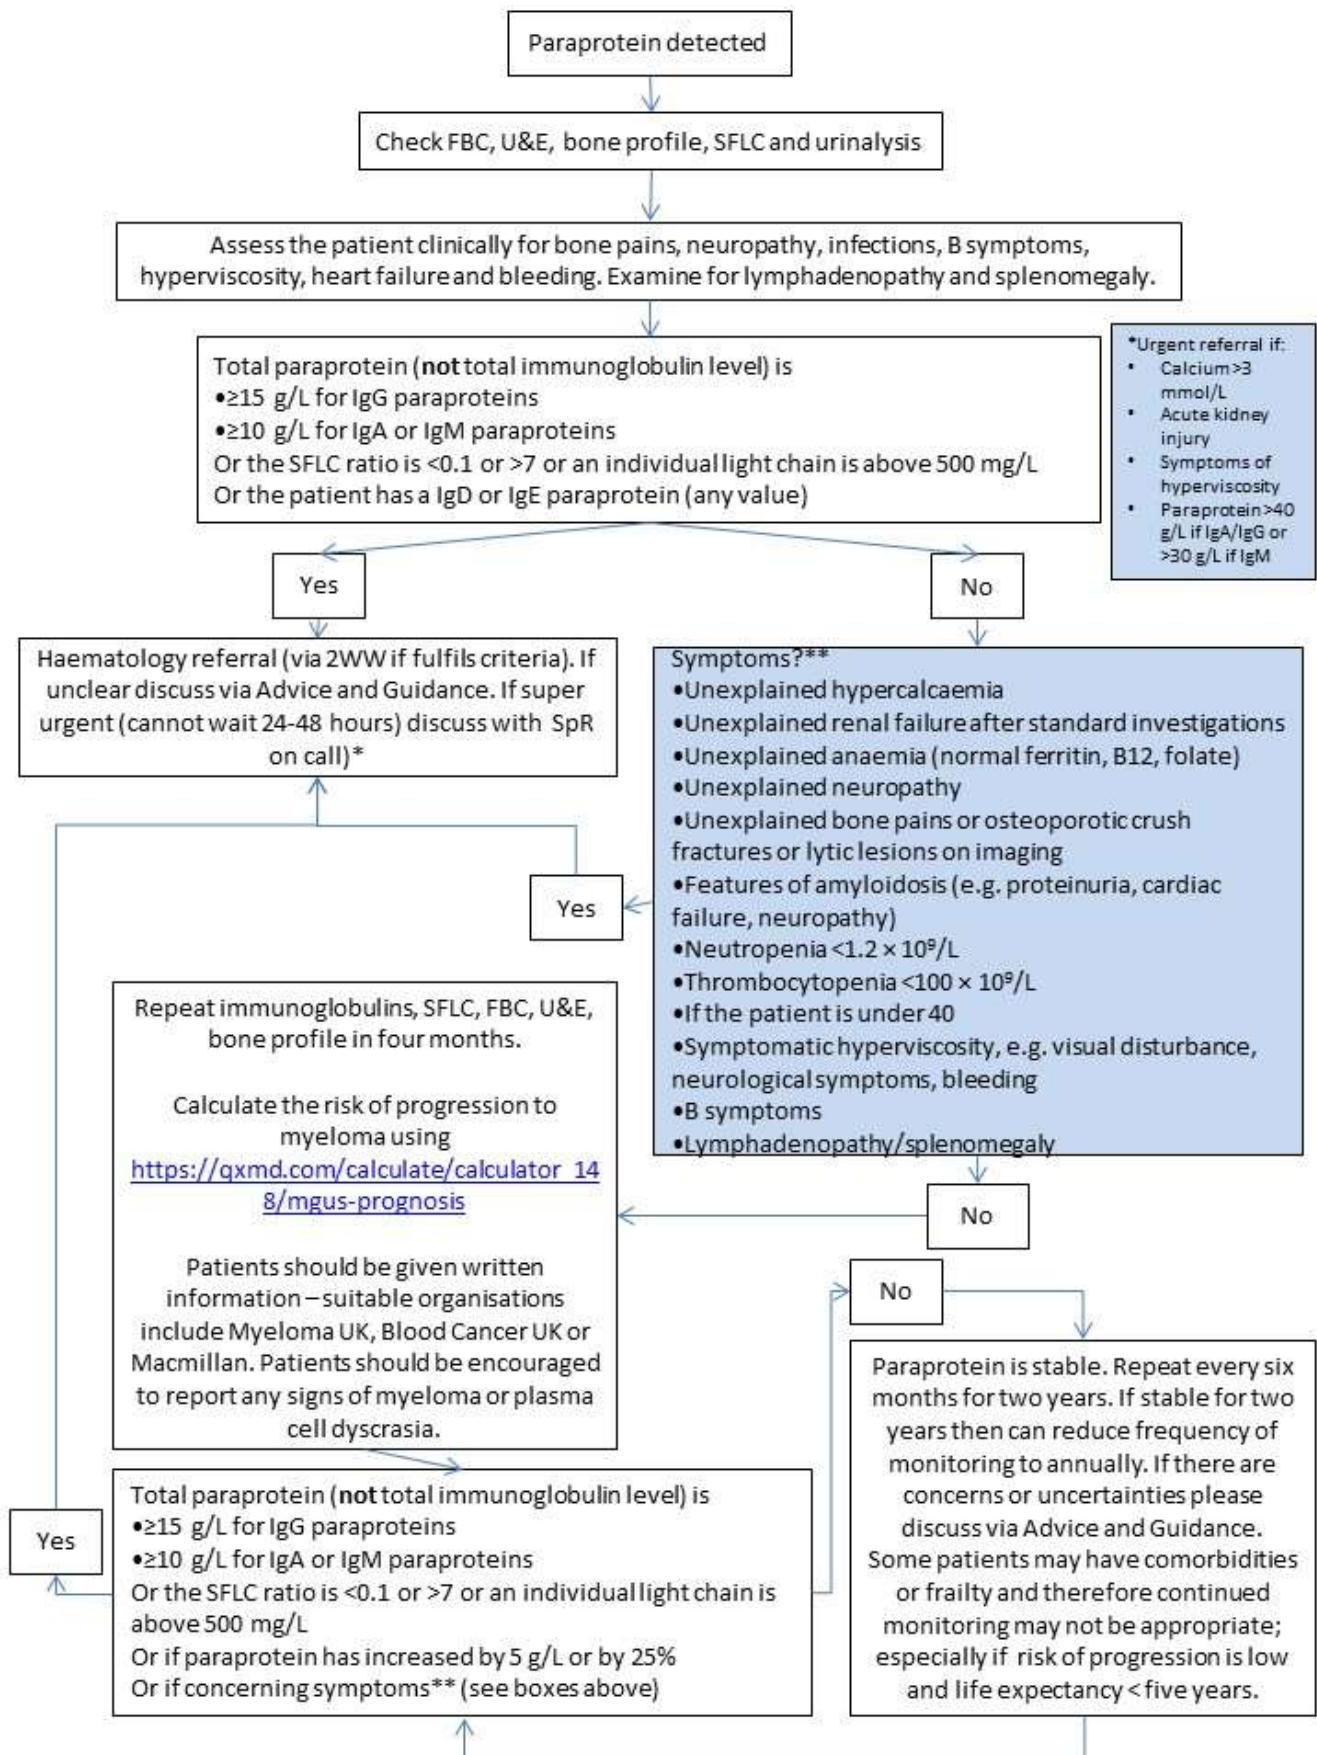 Paraprotein detected
Check FBC, U&E, bone profile, SFLC and urinalysis
Assess the patient clinically for bone pains, neuropathy, infections, B symptoms,
hyperviscosity, heart failure and bleeding. Examine for lymphadenopathy and splenomegaly.
Total paraprotein (not total immunoglobulin level) is
•≥15 g/L for IgG paraproteins
•≥10 g/L for IgA or IgM paraproteins
Or the SFLC ratio is <0.1 or >7 or an individual light chain is above 500 mg/L
Or the patient has a IgD or IgE paraprotein (any value)
*Urgent referral if:
• Calcium >3
mmol/L
• Acute kidney
injury
• Symptoms of
hyperviscosity
• Paraprotein >40
g/L if IgA/IgG or
>30 g/L if IgM
Yes
No
Haematology referral (via 2WW if fulfils criteria). If
unclear discuss via Advice and Guidance. If super
urgent (cannot wait 24-48 hours) discuss with SpR
on call)*
Symptoms?**
•Unexplained hypercalcaemia
•Unexplained renal failure after standard investigations
•Unexplained anaemia (normal ferritin, B12, folate)
•Unexplained neuropathy
•Unexplained bone pains or osteoporotic crush
fractures or lytic lesions on imaging
•Features of amyloidosis (e.g. proteinuria, cardiac
failure, neuropathy)
•Neutropenia <1.2 × 10⁹/L
•Thrombocytopenia <100 × 10⁹/L
•If the patient is under 40
•Symptomatic hyperviscosity, e.g. visual disturbance,
neurological symptoms, bleeding
•B symptoms
•Lymphadenopathy/splenomegaly
Yes
No
Repeat immunoglobulins, SFLC, FBC, U&E,
bone profile in four months.
Calculate the risk of progression to
myeloma using
https://qxmd.com/calculate/calculator_14
8/mgus-prognosis
Patients should be given written
information – suitable organisations
include Myeloma UK, Blood Cancer UK or
Macmillan. Patients should be encouraged
to report any signs of myeloma or plasma
cell dyscrasia.
Total paraprotein (not total immunoglobulin level) is
•≥15 g/L for IgG paraproteins
•≥10 g/L for IgA or IgM paraproteins
Or the SFLC ratio is <0.1 or >7 or an individual light chain is
above 500 mg/L
Or if paraprotein has increased by 5 g/L or by 25%
Or if concerning symptoms** (see boxes above)
Yes
No
Paraprotein is stable. Repeat every six
months for two years. If stable for two
years then can reduce frequency of
monitoring to annually. If there are
concerns or uncertainties please
discuss via Advice and Guidance.
Some patients may have comorbidities
or frailty and therefore continued
monitoring may not be appropriate;
especially if risk of progression is low
and life expectancy < five years.